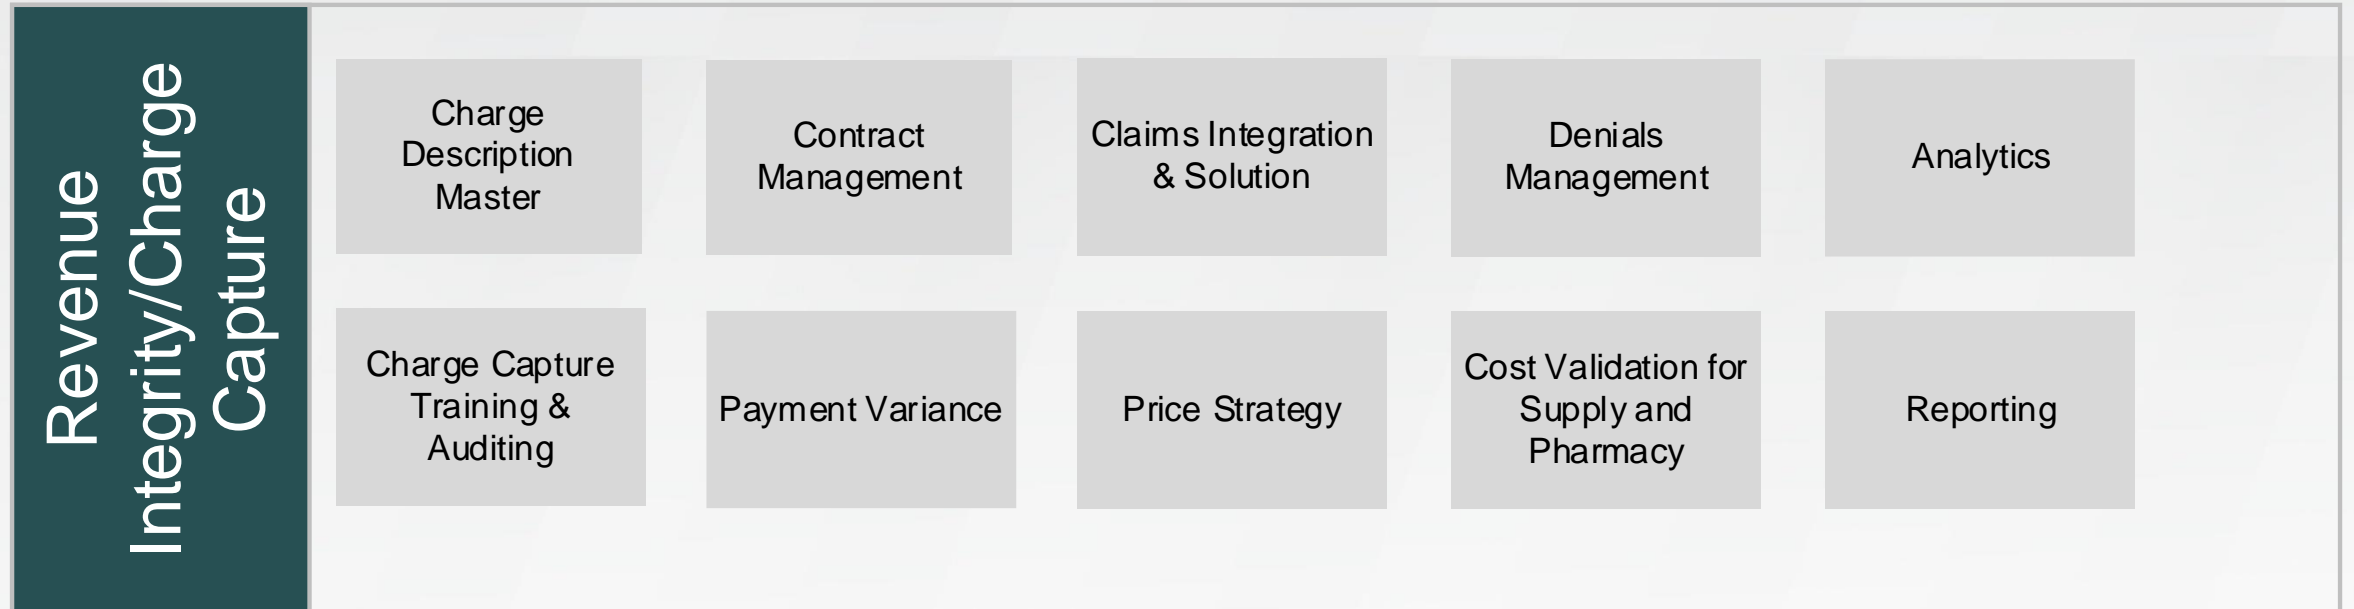 Revenue
Integrity/Charge
Capture
Charge
Description
Master
Contract
Management
Claims Integration
& Solution
Denials
Management
Analytics
Charge Capture
Training &
Auditing
Payment Variance
Price Strategy
Cost Validation for
Supply and
Pharmacy
Reporting